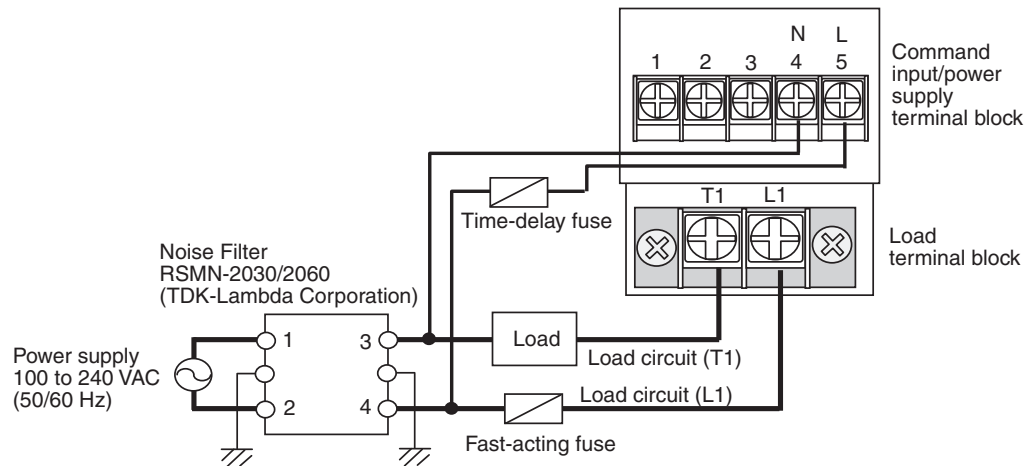 N L
1 2 3 4 5
Command
input/power
supply
terminal block
T1 L1
Time-delay fuse
Load
terminal block
Noise Filter
RSMN-2030/2060
(TDK-Lambda Corporation)
1 3
Load
Load circuit (T1)
Power supply
100 to 240 VAC
(50/60 Hz)
2 4
Load circuit (L1)
Fast-acting fuse